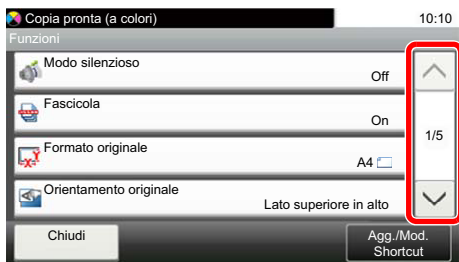 Copia pronta (a colori)
10:10
Funzioni
Modo silenzioso
Off
Fascicola
On
1/5
Formato originale
A4
Orientamento originale
Lato superiore in alto
Chiudi
Agg./Mod.
Shortcut